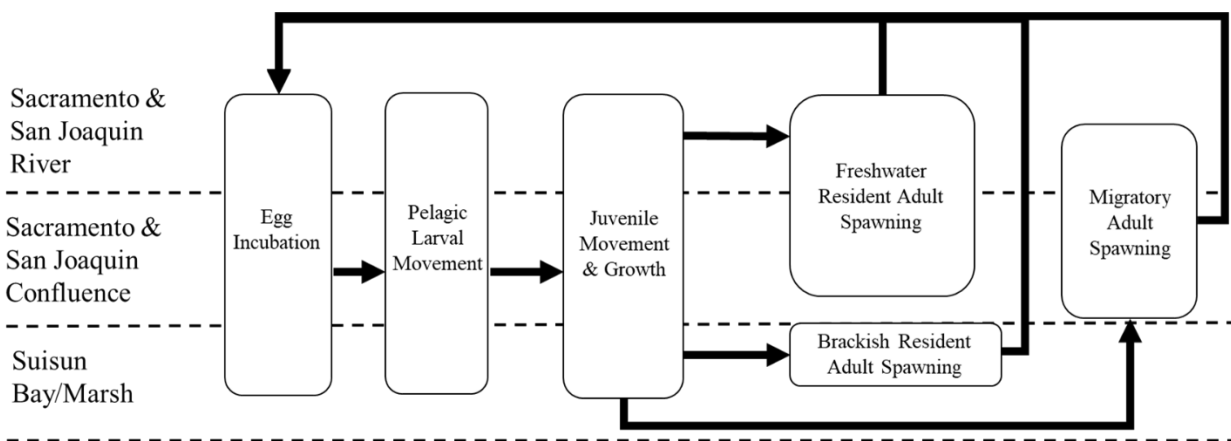 Sacramento &
San Joaquin
River
Sacramento &
San Joaquin
Confluence
Suisun
Bay/Marsh
Egg
Incubation
Pelagic
Larval
Movement
Juvenile
Movement
& Growth
Freshwater
Resident Adult
Spawning
Brackish Resident
Adult Spawning
Migratory
Adult
Spawning